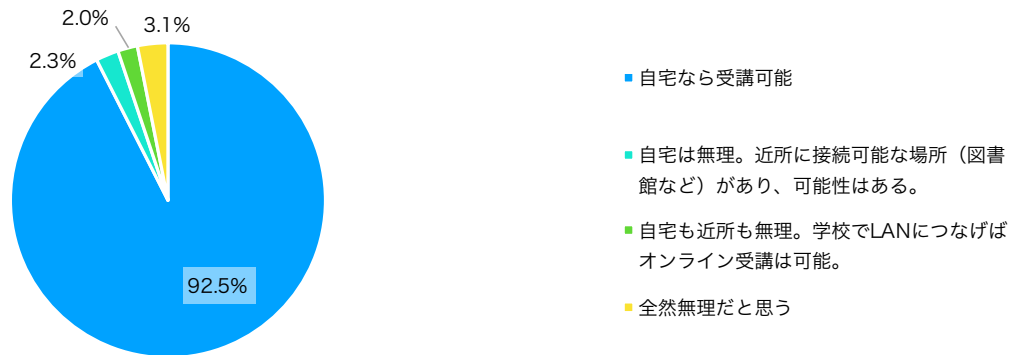 2.0%
3.1%
2.3%
92.5%
自宅なら受講可能
自宅は無理。近所に接続可能な場所（図書
館など）があり、可能性はある。
自宅も近所も無理。学校でLANにつなげば
オンライン受講は可能。
全然無理だと思う